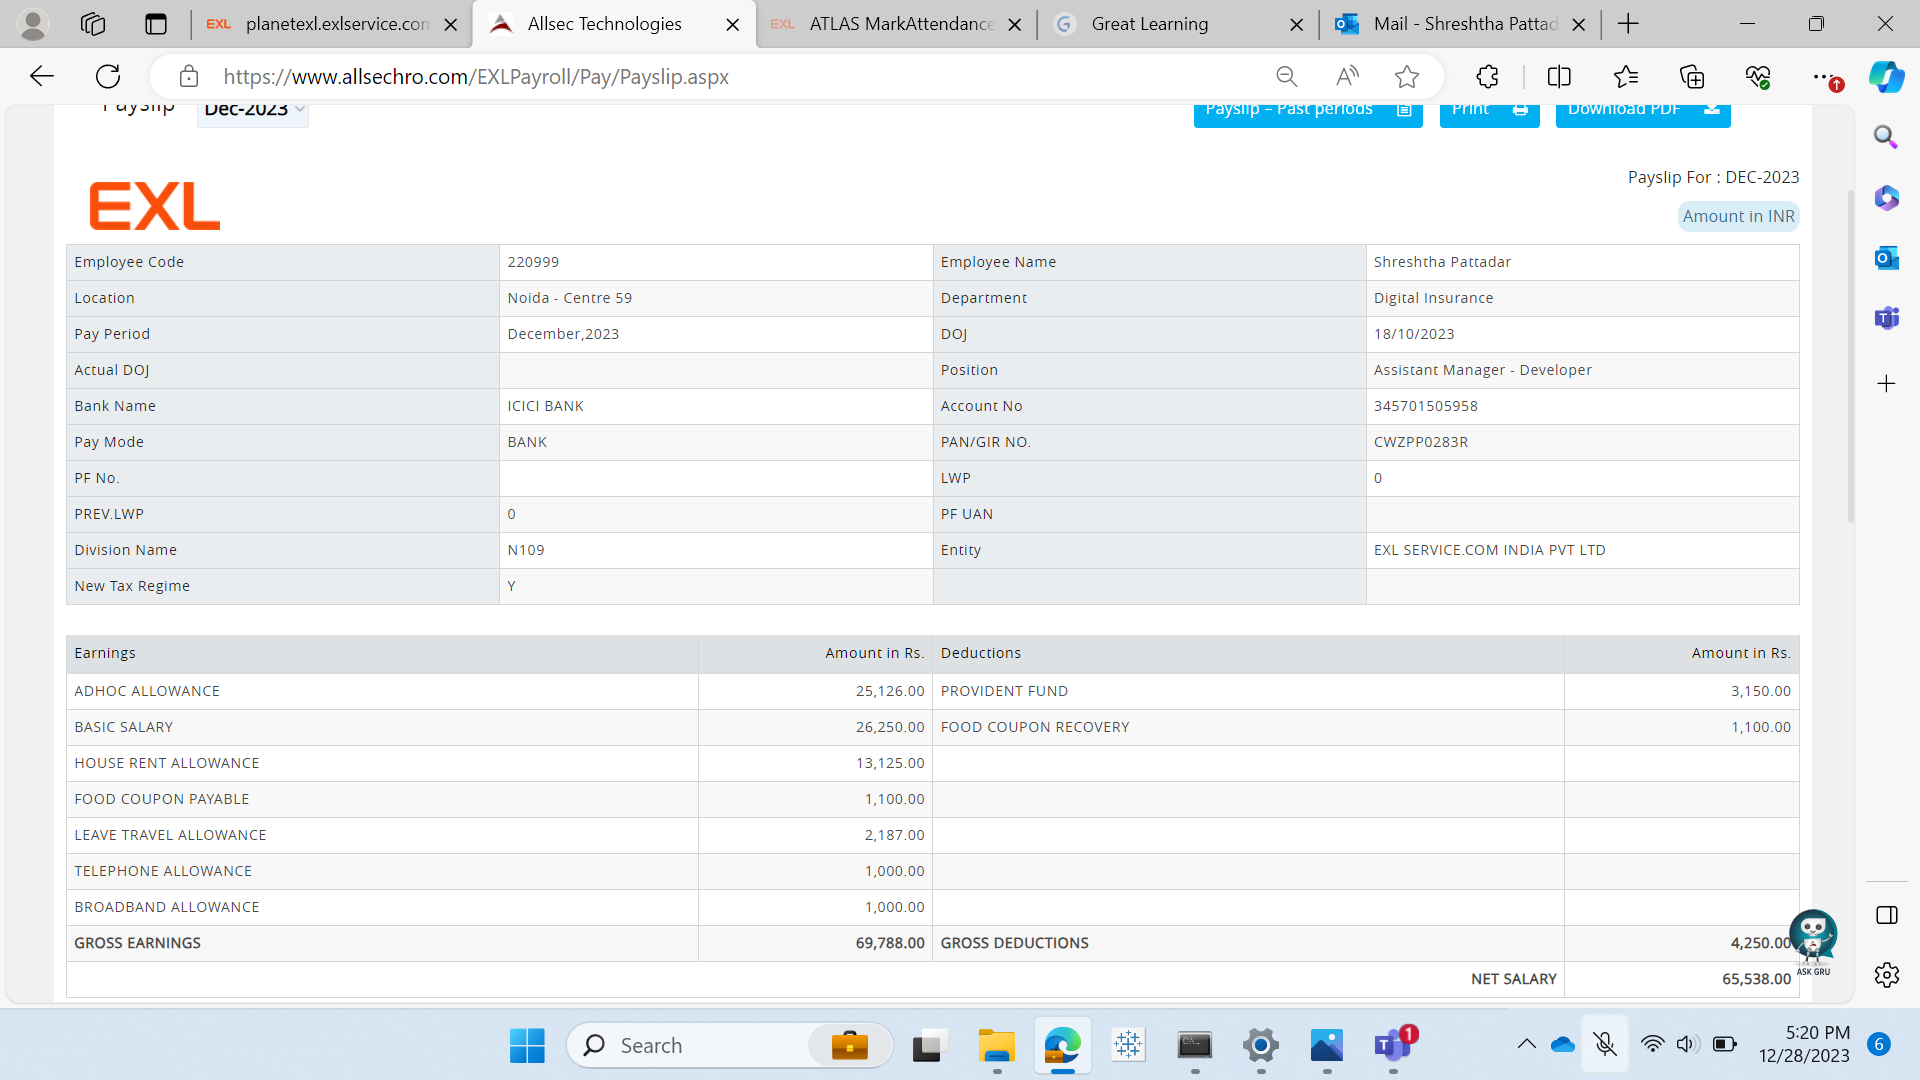 planetexl.exlservice.con
Allsec Technologies
EXL ATLAS MarkAttendance
Great Learning
Mail - Shreshtha Pattad
https://www.allsechro.com/EXLPayroll/Pay/Payslip.aspx
Payslip Dec-2023 Payslip – Past periods Print Download PDF
EXL
Payslip For : DEC-2023
Amount in INR
Employee Code 220999 Employee Name Shreshtha Pattadar
Location Noida - Centre 59 Department Digital Insurance
Pay Period December,2023 DOJ 18/10/2023
Actual DOJ Position Assistant Manager - Developer
Bank Name ICICI BANK Account No 345701505958
Pay Mode BANK PAN/GIR NO. CWZPP0283R
PF No. LWP 0
PREV.LWP 0 PF UAN
Division Name N109 Entity EXL SERVICE.COM INDIA PVT LTD
New Tax Regime Y
Earnings Amount in Rs. Deductions Amount in Rs.
ADHOC ALLOWANCE 25,126.00 PROVIDENT FUND 3,150.00
BASIC SALARY 26,250.00 FOOD COUPON RECOVERY 1,100.00
HOUSE RENT ALLOWANCE 13,125.00
FOOD COUPON PAYABLE 1,100.00
LEAVE TRAVEL ALLOWANCE 2,187.00
TELEPHONE ALLOWANCE 1,000.00
BROADBAND ALLOWANCE 1,000.00
GROSS EARNINGS 69,788.00 GROSS DEDUCTIONS 4,250.00
ASK GRU
NET SALARY 65,538.00
Search
1
5:20 PM
12/28/2023
6